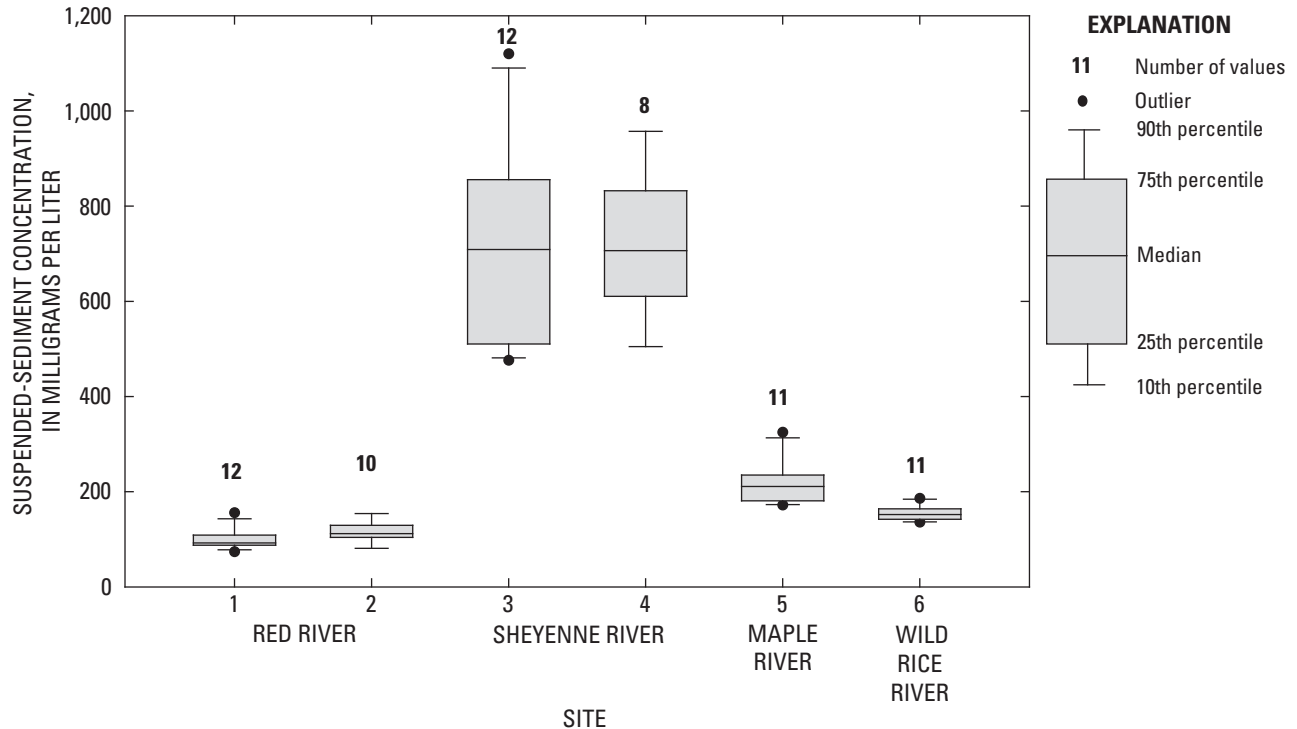 SUSPENDED-SEDIMENT CONCENTRATION,
IN MILLIGRAMS PER LITER
1,200
1,000
800
600
400
200
0
12
10
12
8
11
11
1
2
3
4
5
6
RED RIVER
SHEYENNE RIVER
MAPLE
RIVER
WILD
RICE
RIVER
SITE
EXPLANATION
11 Number of values
Outlier
90th percentile
75th percentile
Median
25th percentile
10th percentile